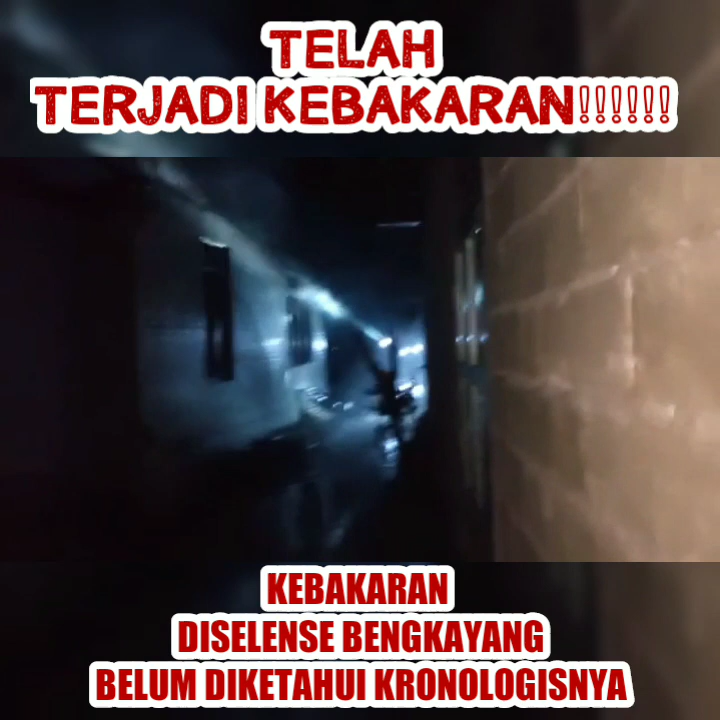 TELAH
TERJADI KEBAKARAN!!!!!!
KEBAKARAN
DISELENSE BENGKAYANG
BELUM DIKETAHUI KRONOLOGISNYA